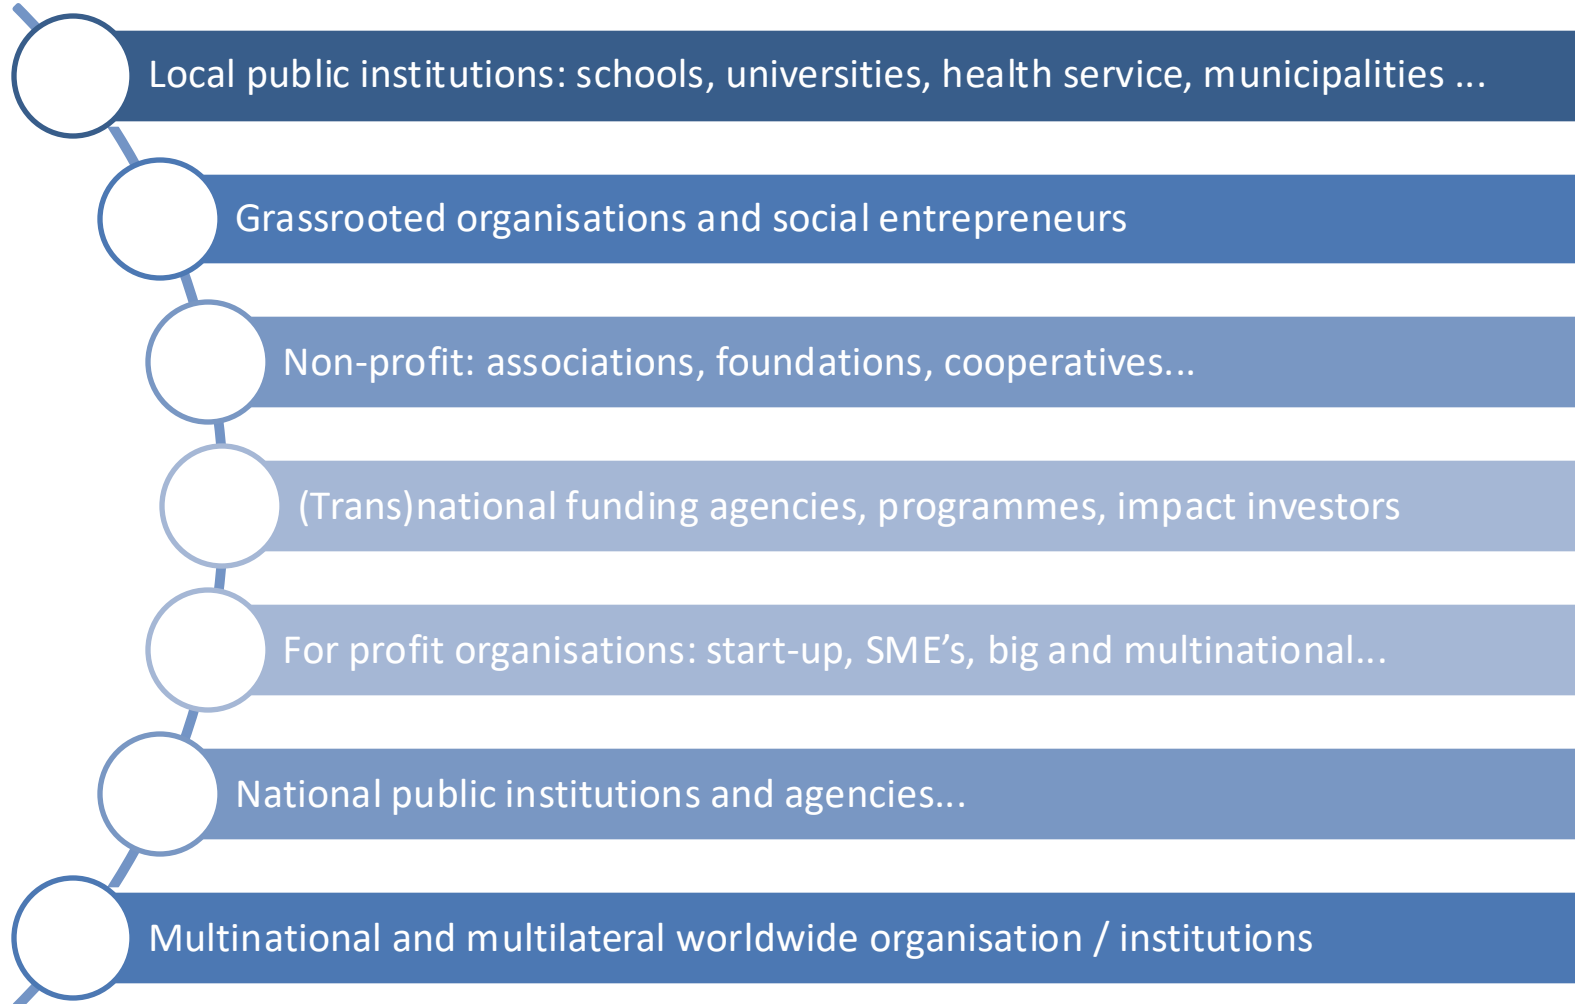 Local public institutions: schools, universities, health service, municipalities ...
Grassrooted organisations and social entrepreneurs
Non-profit: associations, foundations, cooperatives...
(Trans)national funding agencies, programmes, impact investors
For profit organisations: start-up, SME’s, big and multinational...
National public institutions and agencies...
Multinational and multilateral worldwide organisation / institutions